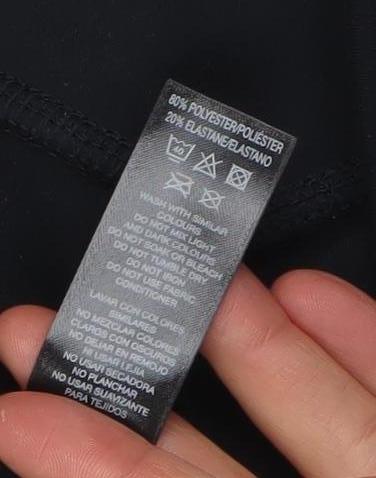 80% POLYESTER/POLIÉSTER
20% ELASTANE/ELASTANO
WASH WITH SIMILAR
COLOURS
DO NOT MIX LIGHT
AND DARK COLOURS
DO NOT SOAK OR BLEACH
DO NOT TUMBLE DRY
DO NOT IRON
DO NOT USE FABRIC
CONDITIONER
LAVAR CON COLORES
SIMILARES
NO MEZCLAR COLORES
CLAROS CON OSCUROS
NO DEJAR EN REMOJO
NI USAR LEJIA
NO USAR SECADORA
NO PLANCHAR
NO USAR SUAVIZANTE
PARA TEJIDOS